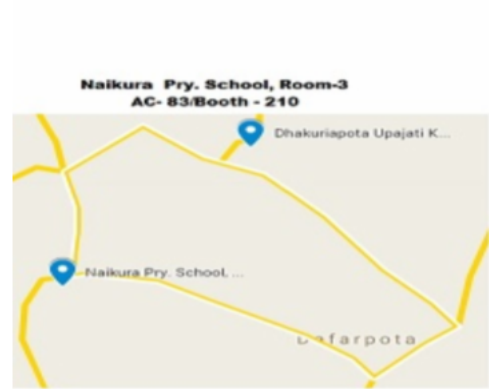 Naikura Pry. School, Room-3
AC- 83/Booth - 210
Dhakuriapota Upajati K...
Naikura Pry. School, ...